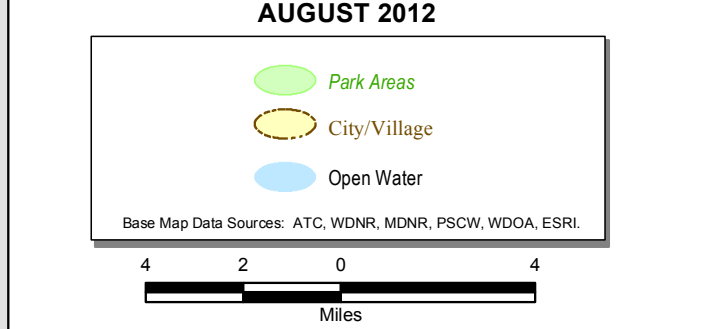 AUGUST 2012
Park Areas
City/Village
Open Water
Base Map Data Sources: ATC, WDNR, MDNR, PSCW, WDOA, ESRI.
4 2 0 4
Miles